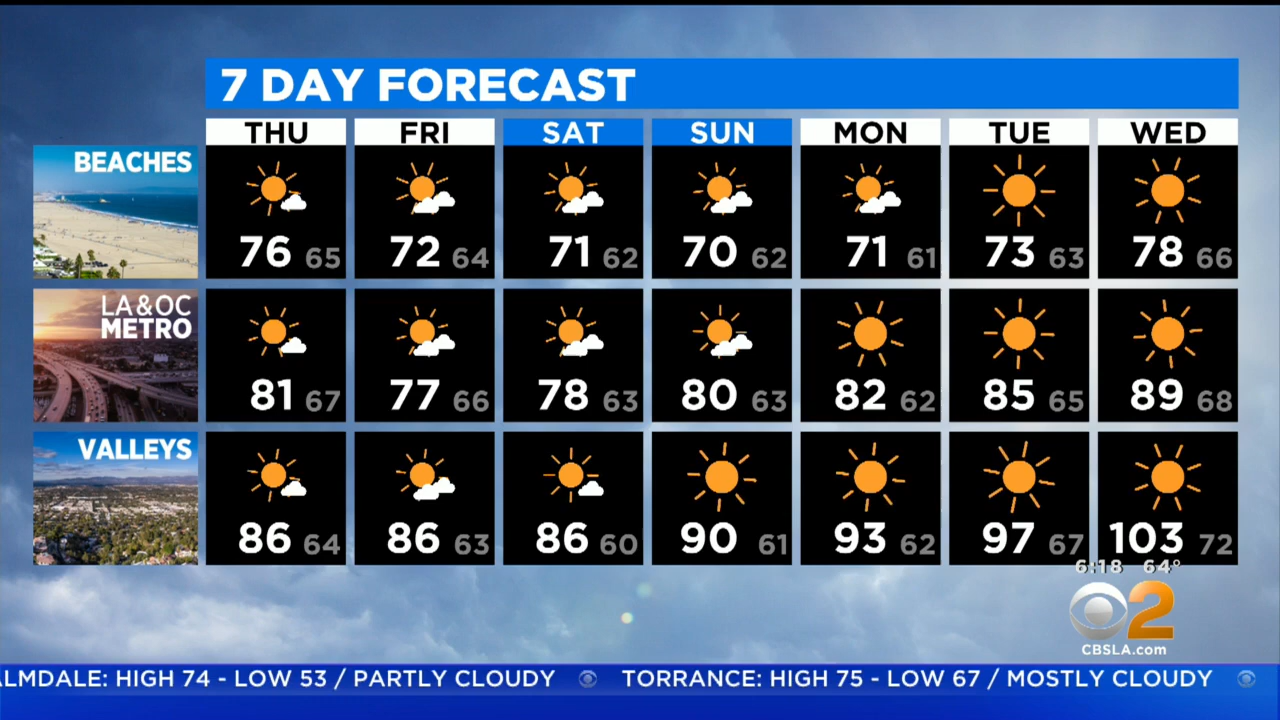 7 DAY FORECAST
THU FRI SAT SUN MON TUE WED
BEACHES
76 65 72 64 71 62 70 62 71 61 73 63 78 66
LA&OC
METRO
81 67 77 66 78 63 80 63 82 62 85 65 89 68
VALLEYS
86 64 86 63 86 60 90 61 93 62 97 67 103 72
6:18 64°
2
CBSLA.com
ALMDALE: HIGH 74 - LOW 53 / PARTLY CLOUDY TORRANCE: HIGH 75 - LOW 67 / MOSTLY CLOUDY